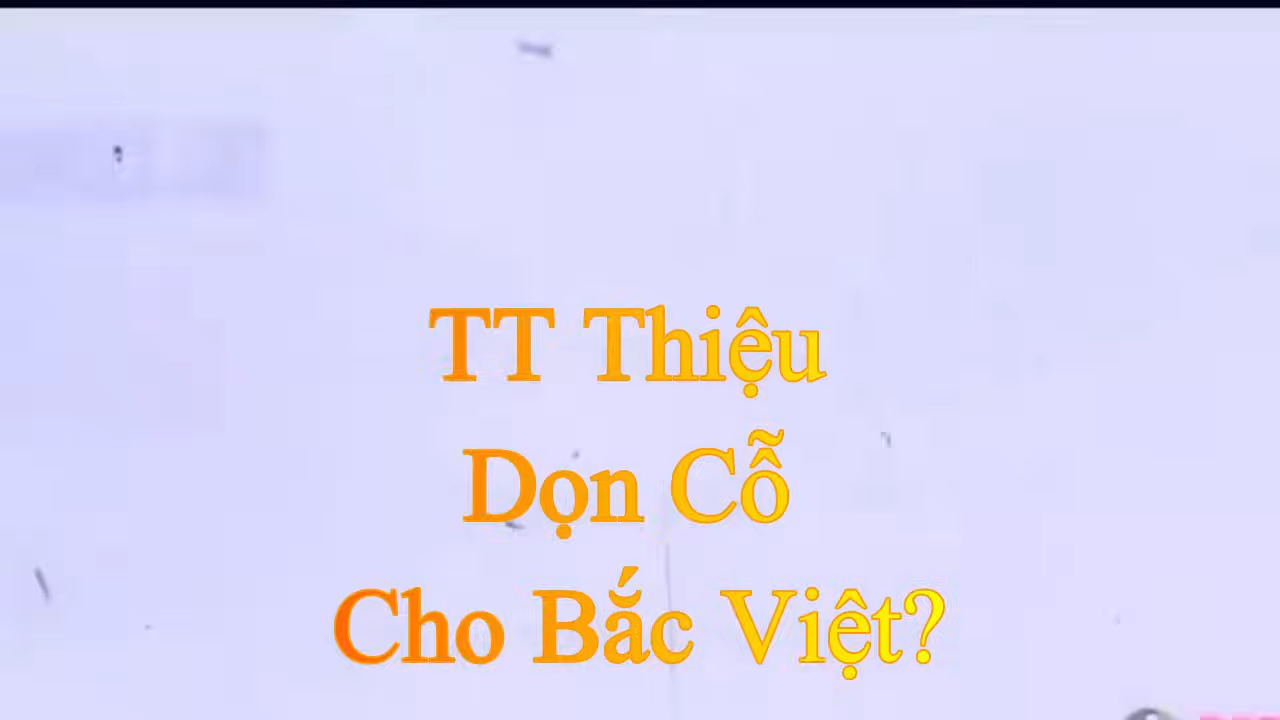 TT Thiệu
Dọn Cỗ
Cho Bắc Việt?